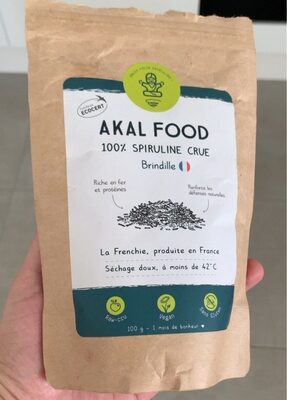 ECOCERT
AKAL FOOD
100% SPIRULINE CRUE
Brindille
Riche en fer
et protéines
Renforce les
défenses naturelles
La Frenchie, produite en France
Séchage doux, à moins de 42°C
Vegan
100 g - 1 mois de bonheur